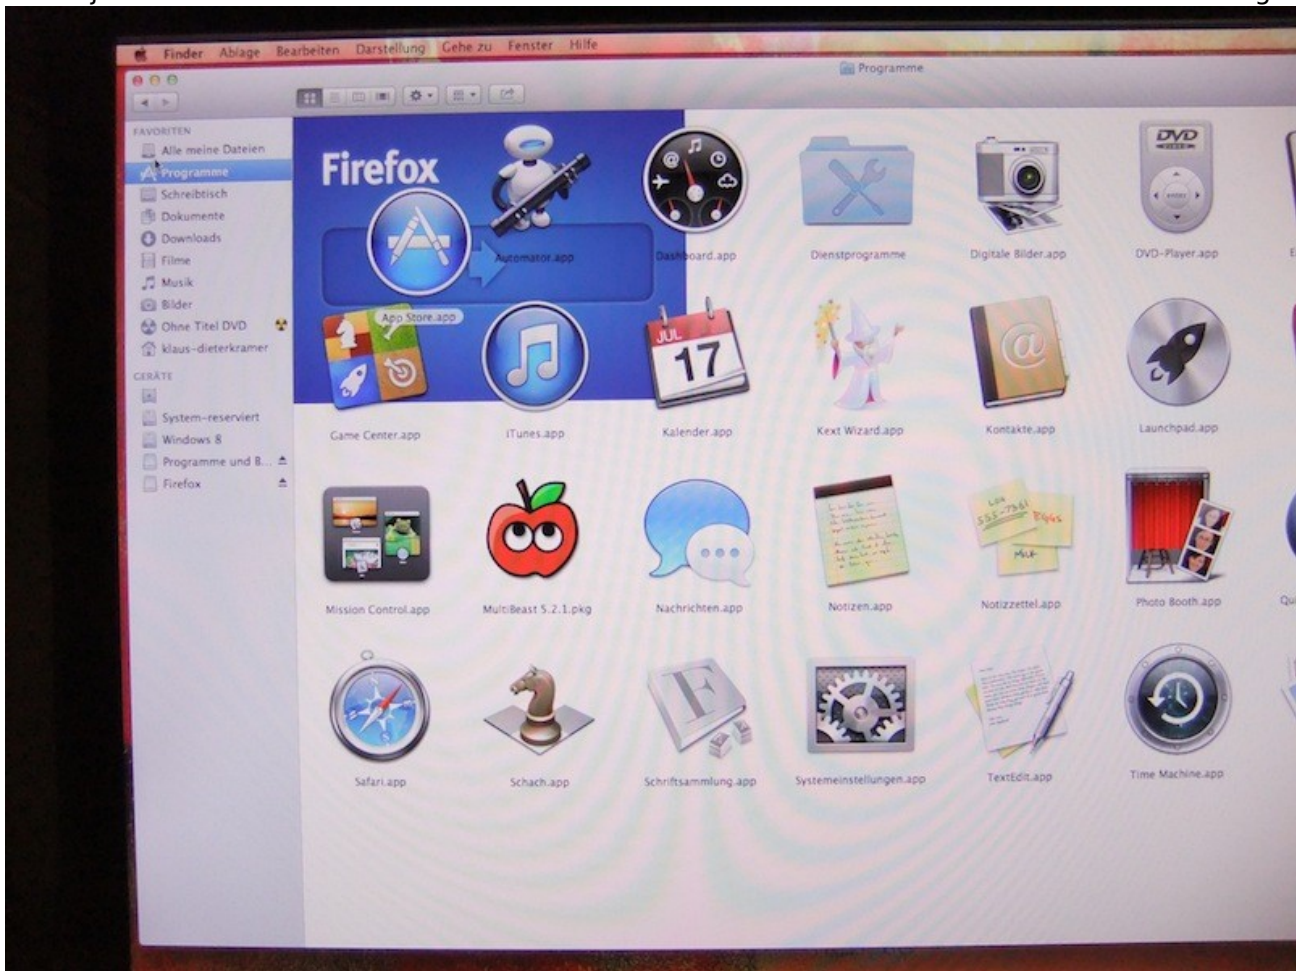 Finder Ablage Bearbeiten Darstellung Gehe zu Fenster Hilfe
Programme
FAVORITEN
Alle meine Dateien
Programme
Schreibtisch
Dokumente
Downloads
Filme
Musik
Bilder
Ohne Titel DVD
klaus-dieterkramer
GERÄTE
System-reserviert
Windows 8
Programme und B...
Firefox
Firefox
DVD
VIDEO
Automator.app
Dashboard.app
Dienstprogramme
Digitale Bilder.app
DVD-Player.app
App Store.app
JUL
17
Game Center.app
iTunes.app
Kalender.app
Kext Wizard.app
Kontakte.app
Launchpad.app
555-7361
Milk
Mission Control.app
MultiBeast 5.2.1.pkg
Nachrichten.app
Notizen.app
Notizzettel.app
Photo Booth.app
Safari.app
Schach.app
Schriftsammlung.app
Systemeinstellungen.app
TextEdit.app
Time Machine.app